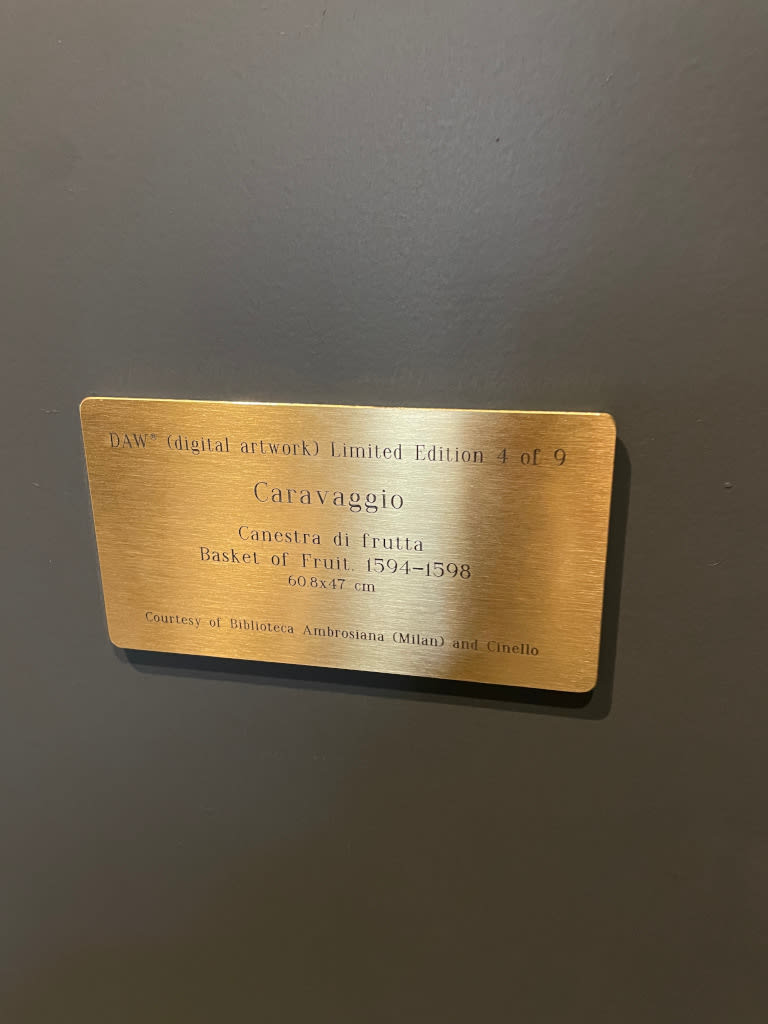 DAW® (digital artwork) Limited Edition 4 of 9
Caravaggio
Canestra di frutta
Basket of Fruit. 1594–1598
60.8x47 cm
Courtesy of Biblioteca Ambrosiana (Milan) and Cinello